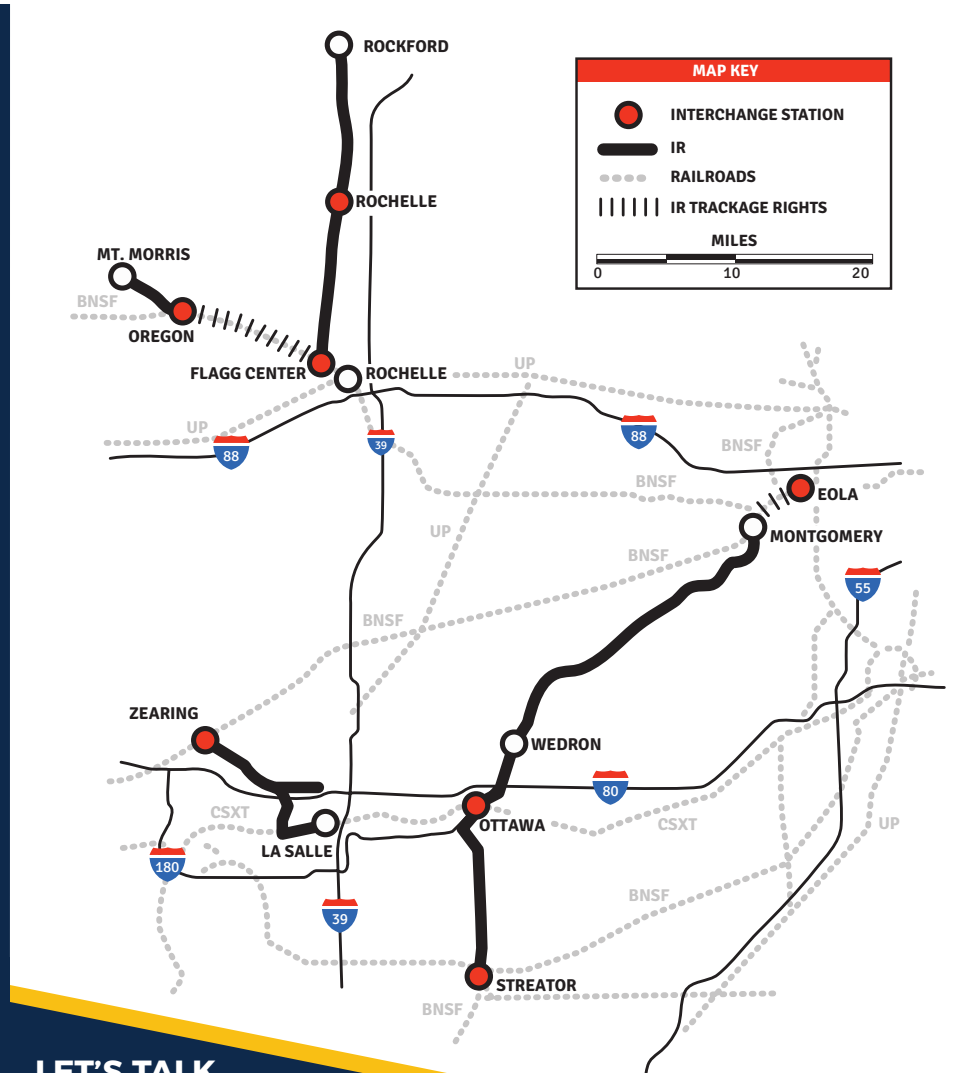 ROCKFORD
MAP KEY
INTERCHANGE STATION
IR
RAILROADS
IR TRACKAGE RIGHTS
MILES
0 10 20
ROCHELLE
MT. MORRIS
BNSF
OREGON
FLAGG CENTER
ROCHELLE
UP
UP
88
39
88
BNSF
BNSF
EOLA
UP
MONTGOMERY
BNSF
55
BNSF
ZEARING
WEDRON
80
CSXT
OTTAWA
CSXT
UP
LA SALLE
180
BNSF
39
STREATOR
BNSF
LET'S TALK